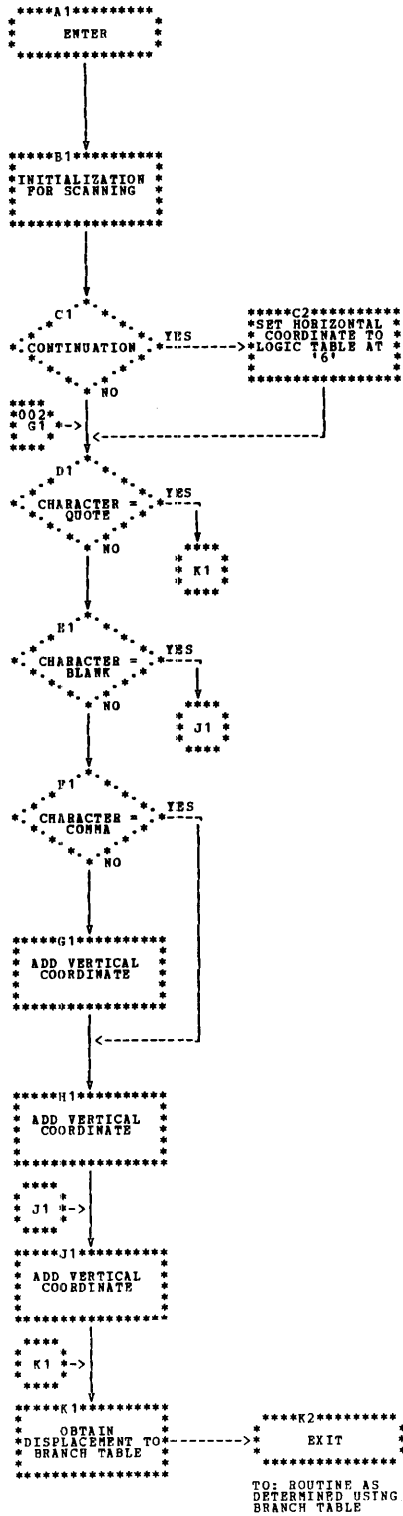 A1
ENTER
B1
INITIALIZATION
FOR SCANNING
C1
CONTINUATION
YES
NO
C2
SET HORIZONTAL
COORDINATE TO
LOGIC TABLE AT
'6'
002
G1
D1
CHARACTER =
QUOTE
YES
NO
K1
E1
CHARACTER =
BLANK
YES
NO
J1
F1
CHARACTER =
COMMA
YES
NO
G1
ADD VERTICAL
COORDINATE
H1
ADD VERTICAL
COORDINATE
J1
J1
ADD VERTICAL
COORDINATE
K1
K1
OBTAIN
DISPLACEMENT TO
BRANCH TABLE
K2
EXIT
TO: ROUTINE AS
DETERMINED USING
BRANCH TABLE